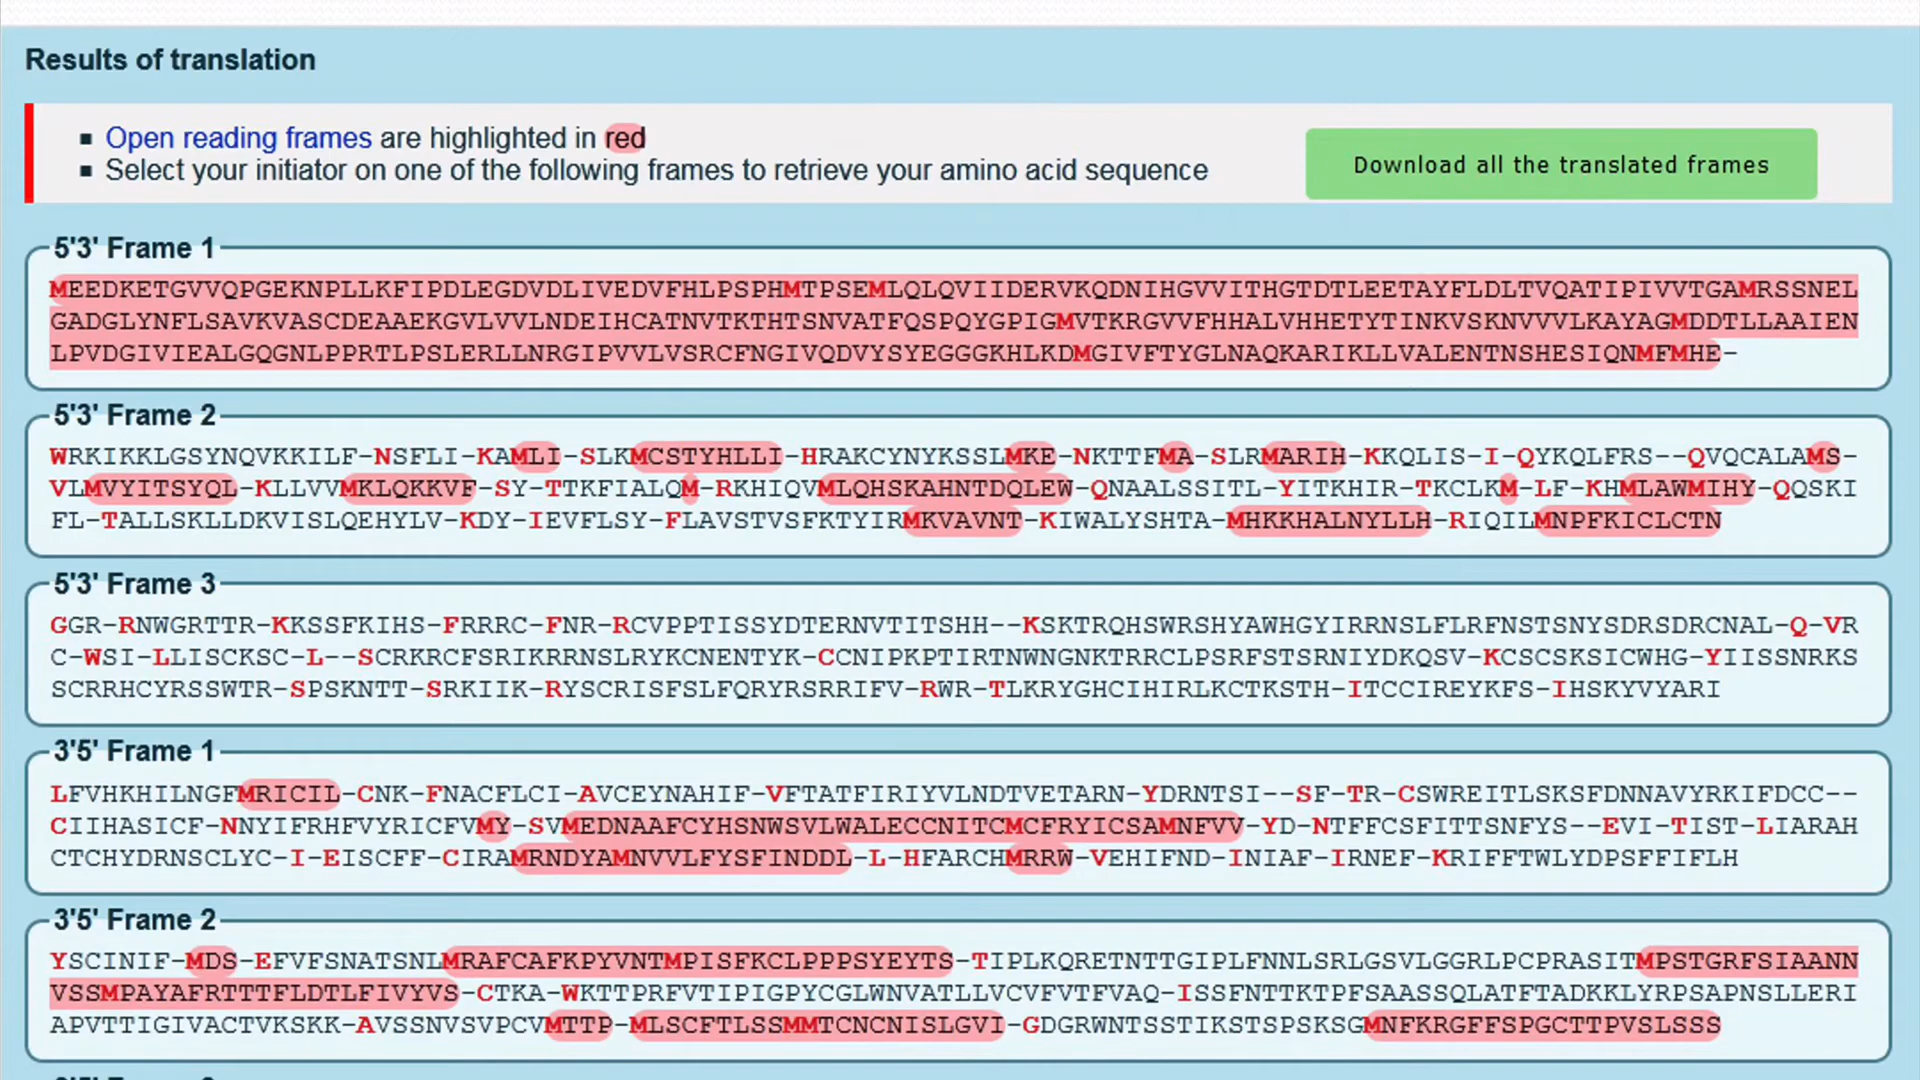 Results of translation
Open reading frames are highlighted in red
Select your initiator on one of the following frames to retrieve your amino acid sequence
Download all the translated frames
5'3' Frame 1
MEEDKETGVVQPGEKNPLLKFIPDLEGDVDLIVEDVFHLPSPHMTPSEMLQLQVIIDERVKQDNIHGVVITHGTDTLEETAYFLDLTVQATIPIVVTGAMRSSNEL
GADGLYNFLSAVKVASCDEAAEKGVLVVLNDEIHCATNVTKTHTSNVATFQSPQYGPIGMVTKRGVVFHHALVHHETYTINKVSKNVVVLKAYAGMDDTLLAAIEN
LPVDGIVIEALGQGNLPPRTLPSLERLLNRGIPVVLVSRCFNGIVQDVYSYEGGGKHLKDMGIVFTYGLNAQKARIKLLVALENTNSHESIQNMFMHE-
5'3' Frame 2
WRKIKKLGSYNQVKKILF-NSFLI-KAMLI-SLKMCSTYHLLI-HRAKCYNYKSSLMKE-NKTTFMA-SLRMARIH-KKQLIS-I-QYKQLFRS--QVQCALAMS-
VLMVYITSYQL-KLLVVMKLQKKVF-SY-TTKFIALQM-RKHIQVMLQHSKAHNTDQLEW-QNAALSSITL-YITKHIR-TKCLKM-LF-KHMLAWMIHY-QQSKI
FL-TALLSKLLDKVISLQEHYLV-KDY-IEVFLSY-FLAVSTVSFKTYIRMKVAVNT-KIWALYSHTA-MHKKHALNYLLH-RIQILMNPFKICLCTN
5'3' Frame 3
GGR-RNWGRTTR-KKSSFKIHS-FRRRC-FNR-RCVPPTISSYDTERNVTITSHH--KSKTRQHSWRSHYAWHGYIRRNSLFLRFNSTSNYSDRSDRCNAL-Q-VR
C-WSI-LLISCKSC-L--SCRKRCFSRIKRRNSLRYKCNENTYK-CCNIPKPTIRTNWNGNKTRRCLPSRFSTSRNIYDKQSV-KCSCSKSICWHG-YIISSNRKS
SCRRHCYRSSWTR-SPSKNTT-SRKIIK-RYSCRISFSLFQRYRSRRIFV-RWR-TLKRYGHCIHIRLKCTKSTH-ITCCIREYKFS-IHSKYVYARI
3'5' Frame 1
LFVHKHILNGFMRICIL-CNK-FNACFLCI-AVCEYNAHIF-VFTATFIRIYVLNDTVETARN-YDRNTSI--SF-TR-CSWREITLSKSFDNNAVYRKIFDCC--
CIIHASICF-NNYIFRHFVYRICFVMY-SVMEDNAAFCYHSNWSVLWALECCNITCMCFRYICSAMNFVV-YD-NTFFCSFITTSNFYS--EVI-TIST-LIARAH
CTCHYDRNSCLYC-I-EISCFF-CIRAMRNDYAMNVVLFYSFINDDL-L-HFARCHMRRW-VEHIFND-INIAF-IRNEF-KRIFFTWLYDPSFFIFLH
3'5' Frame 2
YSCINIF-MDS-EFVFSNATSNLMRAFCAFKPYVNTMPISFKCLPPPSYEYTS-TIPLKQRETNTTGIPLFNNLSRLGSVLGGRLPCPRASITMPSTGRFSIAANN
VSSMPAYAFRTTTFLDTLFIVYVS-CTKA-WKTTPRFVTIPIGPYCGLWNVATLLVCVFVTFVAQ-ISSFNTTKTPFSAASSQLATFTADKKLYRPSAPNSLLERI
APVTTIGIVACTVKSKK-AVSSNVSVPCVMTTP-MLSCFTLSSMMTCNCNISLGVI-GDGRWNTSSTIKSTSPSKSGMNFKRGFFSPGCTTPVSLSSS